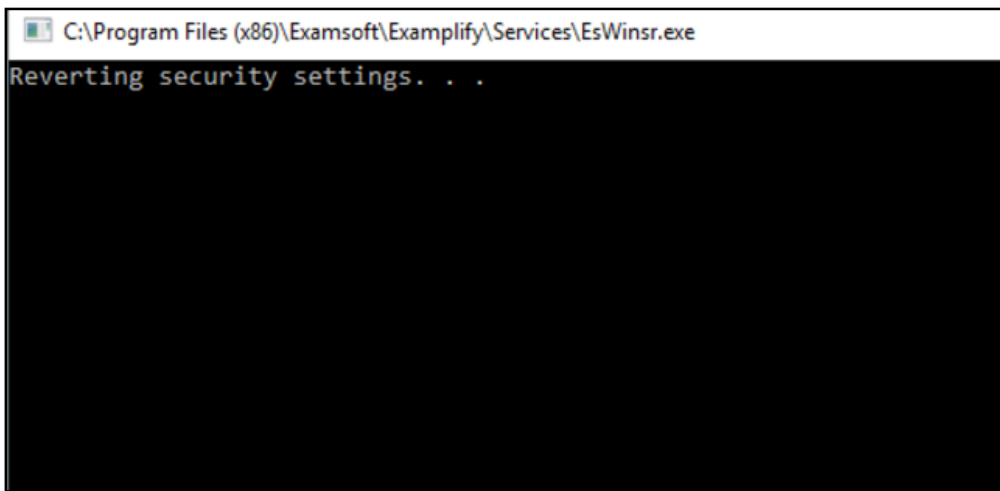 C:\Program Files (x86)\Examsoft\Examplify\Services\EsWinsr.exe
Reverting security settings. . .